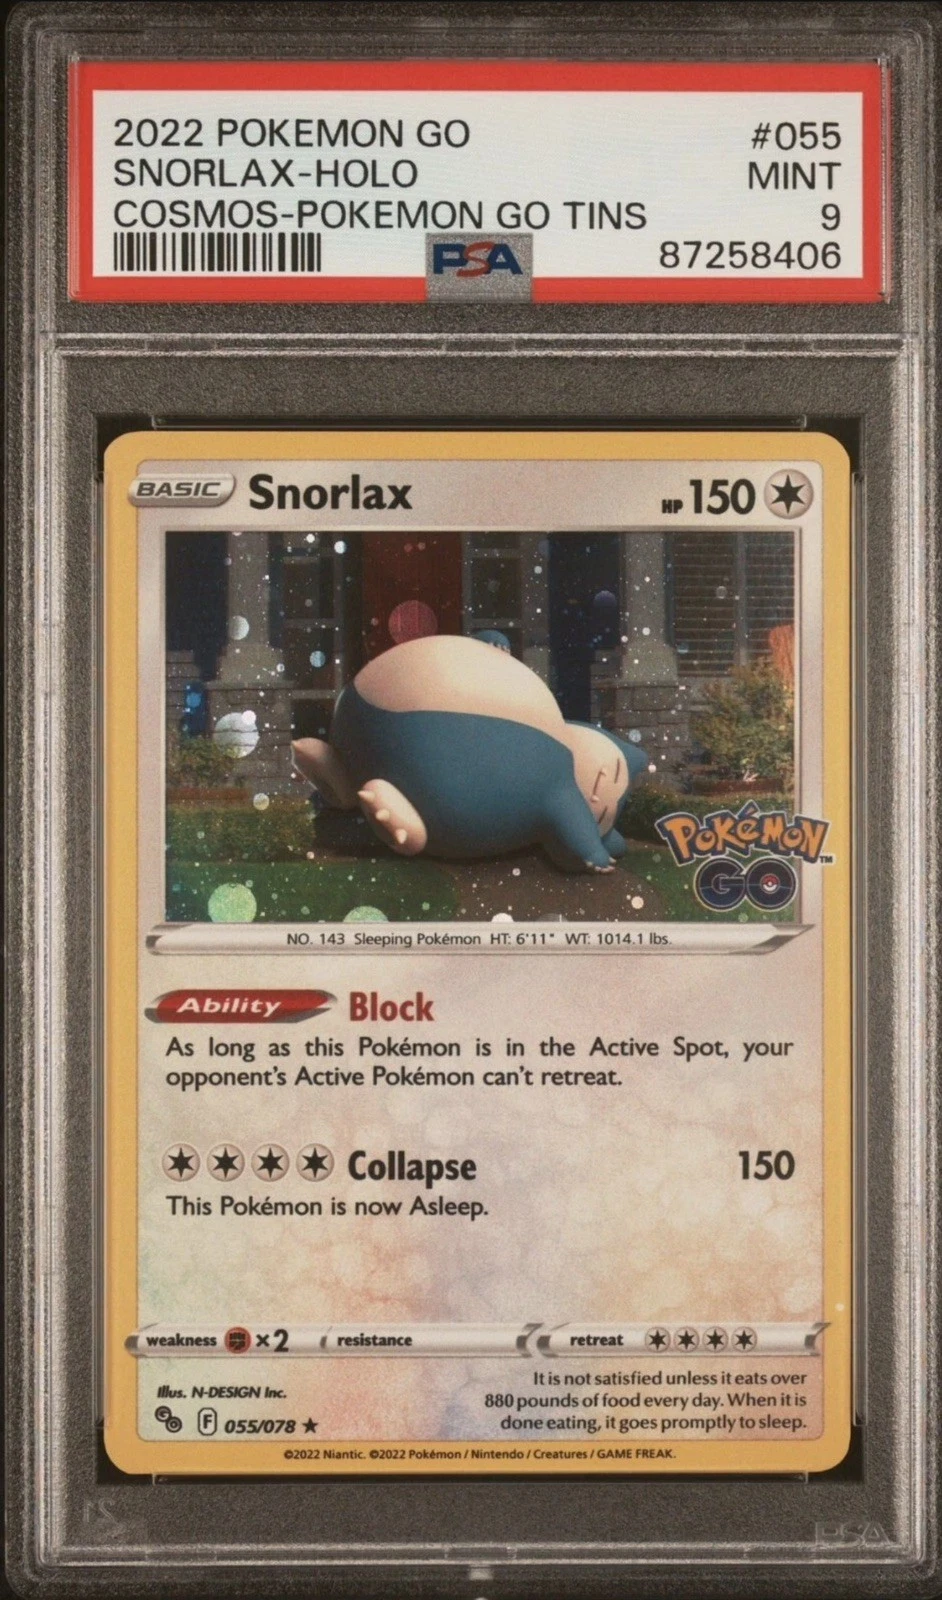 2022 POKEMON GO #055
SNORLAX-HOLO MINT
COSMOS-POKEMON GO TINS 9
PSA 87258406
BASIC Snorlax HP 150
POKéMON
GO™
NO. 143 Sleeping Pokémon HT: 6'11" WT: 1014.1 lbs.
Ability Block
As long as this Pokémon is in the Active Spot, your
opponent's Active Pokémon can't retreat.
Collapse 150
This Pokémon is now Asleep.
weakness ×2 resistance retreat
It is not satisfied unless it eats over
880 pounds of food every day. When it is
done eating, it goes promptly to sleep.
Illus. N-DESIGN Inc.
GO F 055/078 ★
©2022 Niantic. ©2022 Pokémon / Nintendo / Creatures / GAME FREAK.
PSA